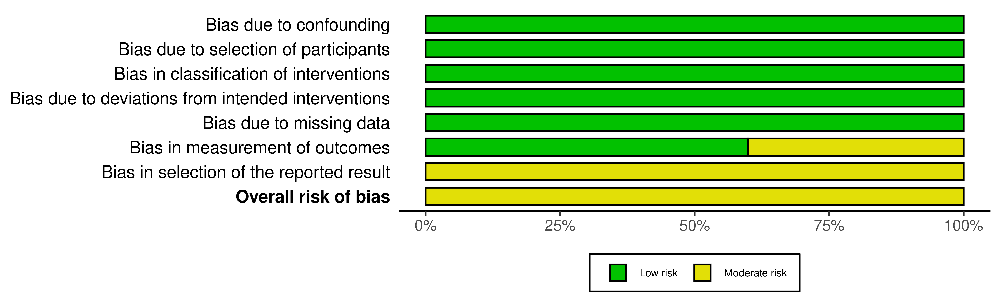 Bias due to confounding
Bias due to selection of participants
Bias in classification of interventions
Bias due to deviations from intended interventions
Bias due to missing data
Bias in measurement of outcomes
Bias in selection of the reported result
Overall risk of bias
0% 25% 50% 75% 100%
Low risk Moderate risk